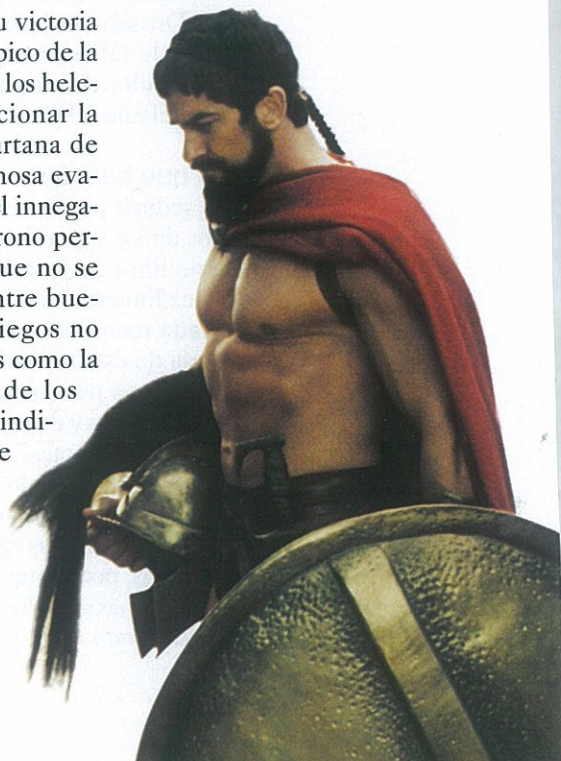 u victoria
pico de la
los hele-
cionar la
artana de
nosa eva-
l innega-
rono per-
ue no se
ntre bue-
iegos no
s como la
de los
indi-
e